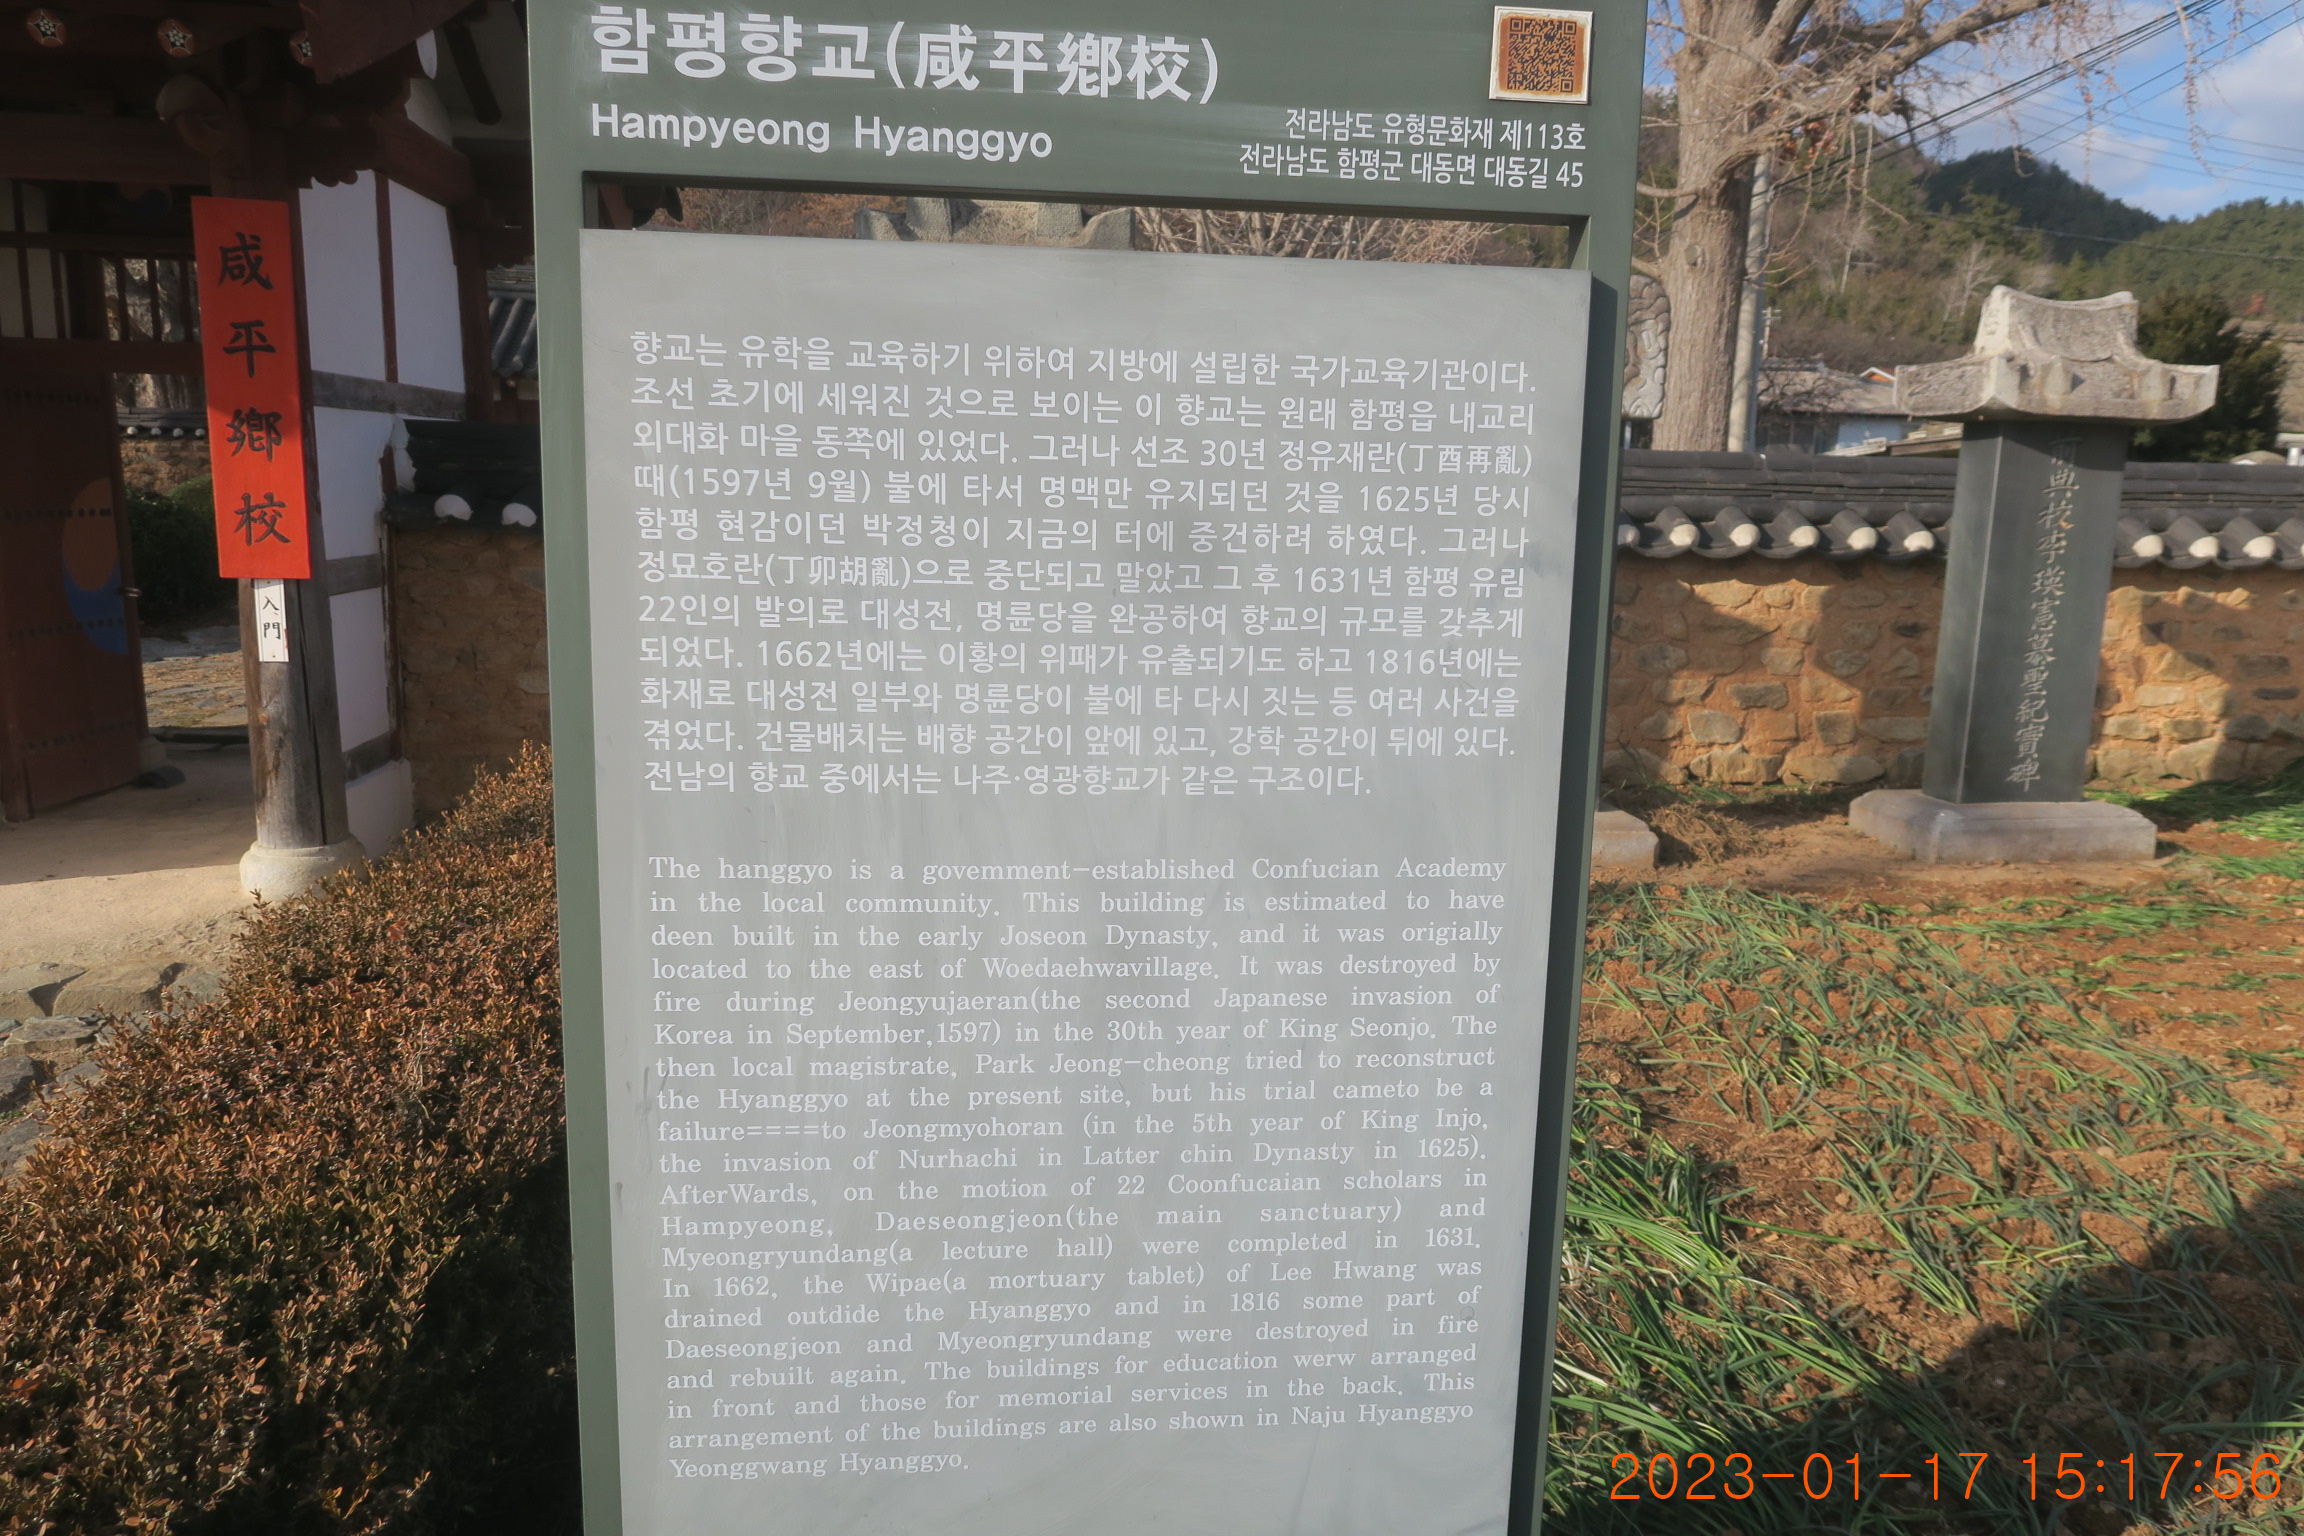 함평향교(咸平鄕校)
Hampyeong Hyanggyo
전라남도 유형문화재 제113호
전라남도 함평군 대동면 대동길 45
향교는 유학을 교육하기 위하여 지방에 설립한 국가교육기관이다.
조선 초기에 세워진 것으로 보이는 이 향교는 원래 함평읍 내교리
외대화 마을 동쪽에 있었다. 그러나 선조 30년 정유재란(丁酉再亂)
때(1597년 9월) 불에 타서 명맥만 유지되던 것을 1625년 당시
함평 현감이던 박정청이 지금의 터에 중건하려 하였다. 그러나
정묘호란(丁卯胡亂)으로 중단되고 말았고 그 후 1631년 함평 유림
22인의 발의로 대성전, 명륜당을 완공하여 향교의 규모를 갖추게
되었다. 1662년에는 이황의 위패가 유출되기도 하고 1816년에는
화재로 대성전 일부와 명륜당이 불에 타 다시 짓는 등 여러 사건을
겪었다. 건물배치는 배향 공간이 앞에 있고, 강학 공간이 뒤에 있다.
전남의 향교 중에서는 나주·영광향교가 같은 구조이다.
The hanggyo is a govemment-established Confucian Academy
in the local community. This building is estimated to have
deen built in the early Joseon Dynasty, and it was origially
located to the east of Woedaehwavillage. It was destroyed by
fire during Jeongyujaeran(the second Japanese invasion of
Korea in September,1597) in the 30th year of King Seonjo. The
then local magistrate, Park Jeong-cheong tried to reconstruct
the Hyanggyo at the present site, but his trial cameto be a
failure====to Jeongmyohoran (in the 5th year of King Injo,
the invasion of Nurhachi in Latter chin Dynasty in 1625).
AfterWards, on the motion of 22 Coonfucaian scholars in
Hampyeong, Daeseongjeon(the main sanctuary) and
Myeongryundang(a lecture hall) were completed in 1631.
In 1662, the Wipae(a mortuary tablet) of Lee Hwang was
drained outdide the Hyanggyo and in 1816 some part of
Daeseongjeon and Myeongryundang were destroyed in fire
and rebuilt again. The buildings for education werw arranged
in front and those for memorial services in the back. This
arrangement of the buildings are also shown in Naju Hyanggyo
Yeonggwang Hyanggyo.
咸平鄕校
入門
典校李瑛憲慕聖紀實碑
2023-01-17 15:17:56